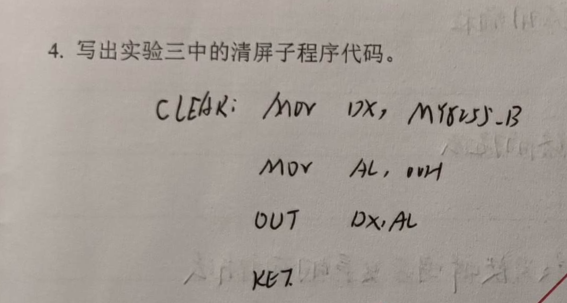 4. 写出实验三中的清屏子程序代码。
CLEAR: MOV DX, MY8255_B
MOV AL, 00H
OUT DX, AL
RET